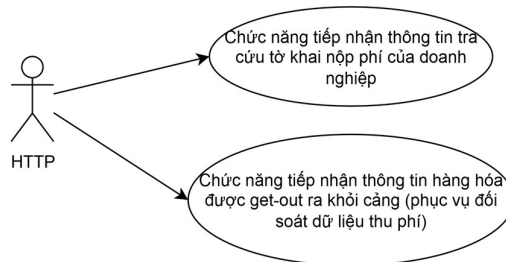 Chức năng tiếp nhận thông tin tra
cứu tờ khai nộp phí của doanh
nghiệp
HTTP
Chức năng tiếp nhận thông tin hàng hóa
được get-out ra khỏi cảng (phục vụ đối
soát dữ liệu thu phí)